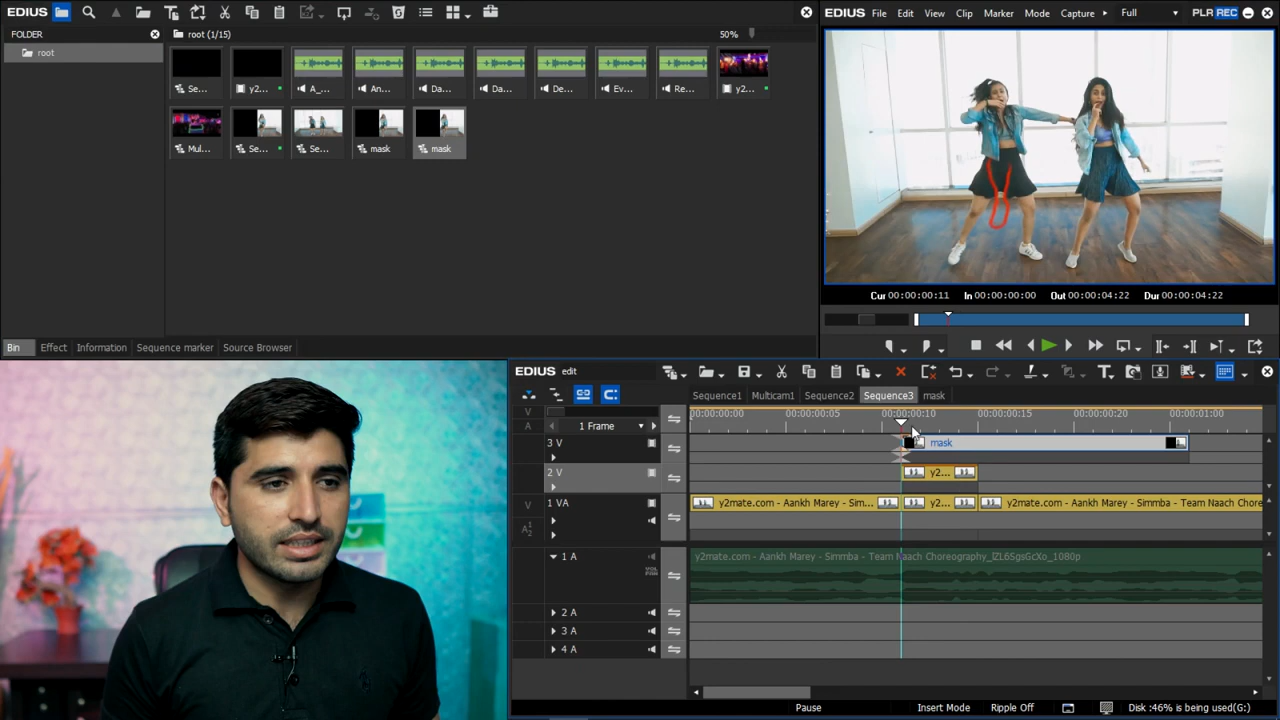 EDIUS
FOLDER
root
root (1/15)
50%
Se...
y2...
A_...
An...
Da...
Da...
De...
Ev...
Re...
y2...
Mul...
Se...
Se...
mask
mask
Bin Effect Information Sequence marker Source Browser
EDIUS File Edit View Clip Marker Mode Capture Full PLR REC
Cur 00:00:00:11 In 00:00:00:00 Out 00:00:04:22 Dur 00:00:04:22
EDIUS edit
Sequence1 Multicam1 Sequence2 Sequence3 mask
V
A
1 Frame
00:00:00:00 00:00:00:05 00:00:00:10 00:00:00:15 00:00:00:20 00:00:01:00
3 V
mask
2 V
y2...
V
1 VA
A12
y2mate.com - Aankh Marey - Sim...
y2...
y2mate.com - Aankh Marey - Simmba - Team Naach Chore
1 A
VOL
PAN
y2mate.com - Aankh Marey - Simmba - Team Naach Choreography_lZL6SgsGcXo_1080p
2 A
3 A
4 A
Pause Insert Mode Ripple Off Disk :46% is being used(G:)